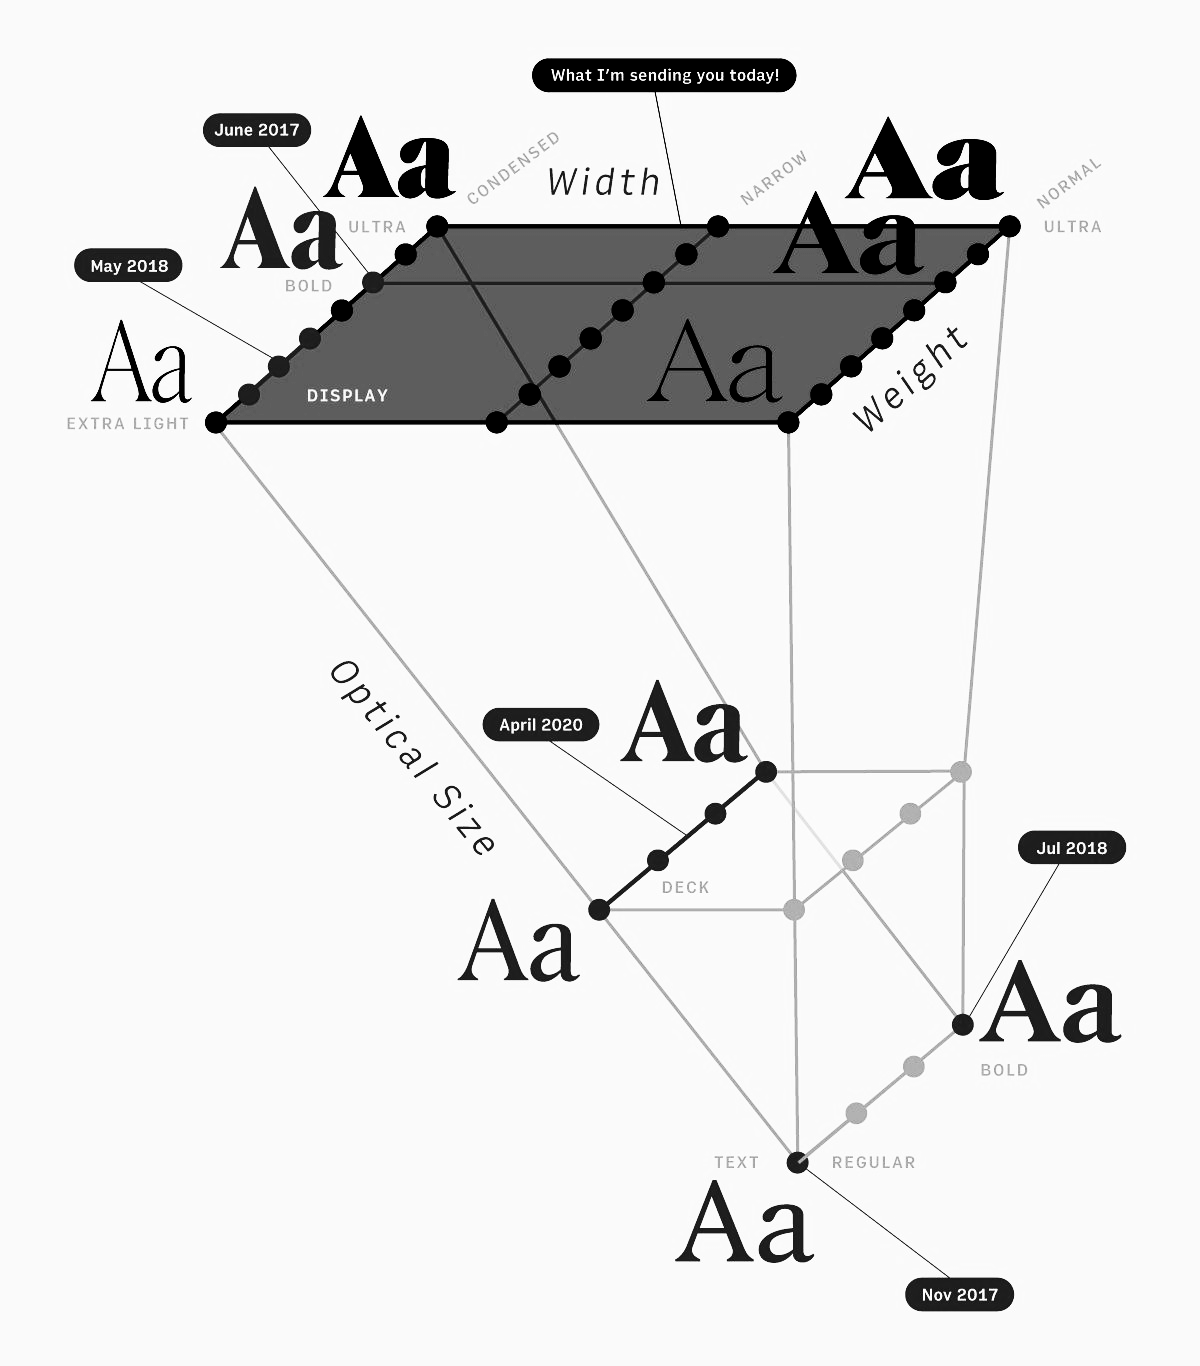 What I’m sending you today!
June 2017
Aa
CONDENSED
Width
NARROW
Aa
NORMAL
Aa
ULTRA
Aa
ULTRA
May 2018
BOLD
Aa
DISPLAY
Aa
Weight
EXTRA LIGHT
Optical Size
April 2020
Aa
Jul 2018
DECK
Aa
Aa
BOLD
TEXT
REGULAR
Aa
Nov 2017